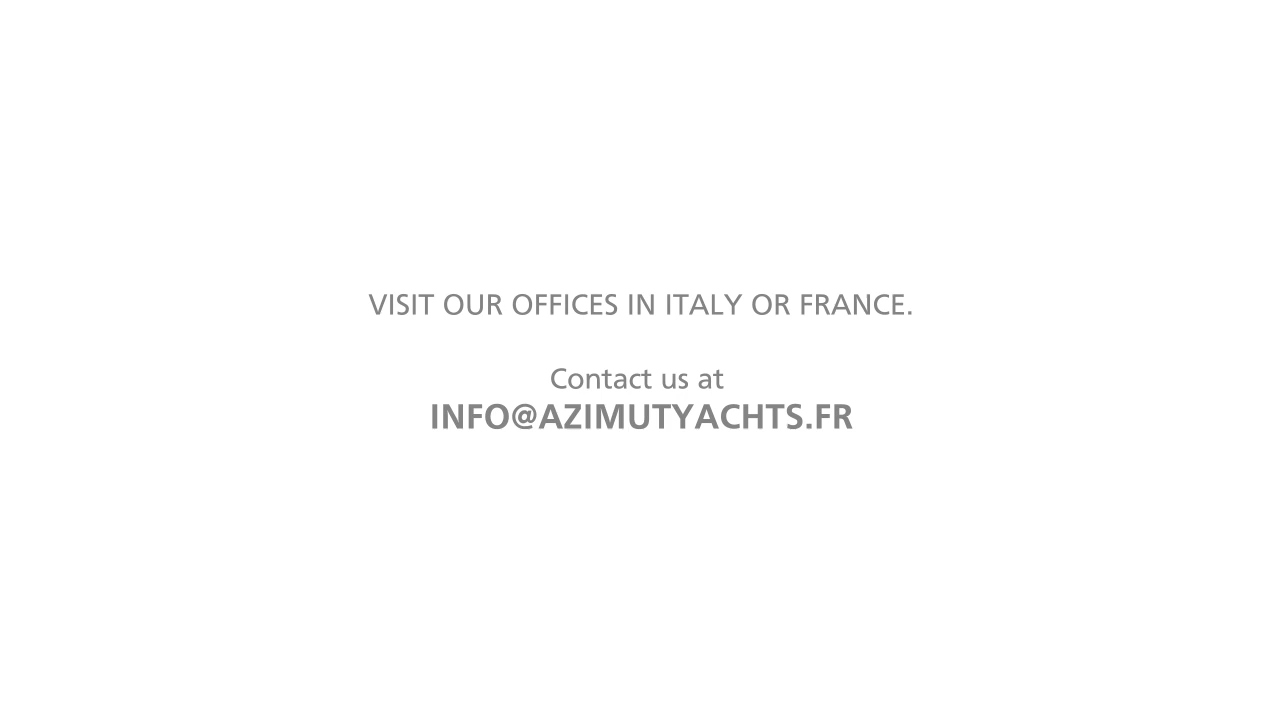 VISIT OUR OFFICES IN ITALY OR FRANCE.
Contact us at
INFO@AZIMUTYACHTS.FR